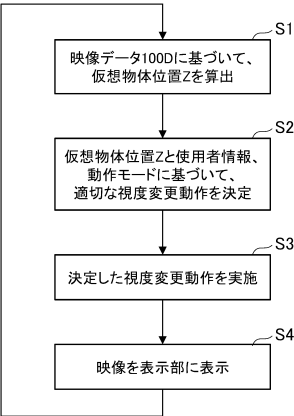 S1
映像データ100Dに基づいて、
仮想物体位置Zを算出
S2
仮想物体位置Zと使用者情報、
動作モードに基づいて、
適切な視度変更動作を決定
S3
決定した視度変更動作を実施
S4
映像を表示部に表示